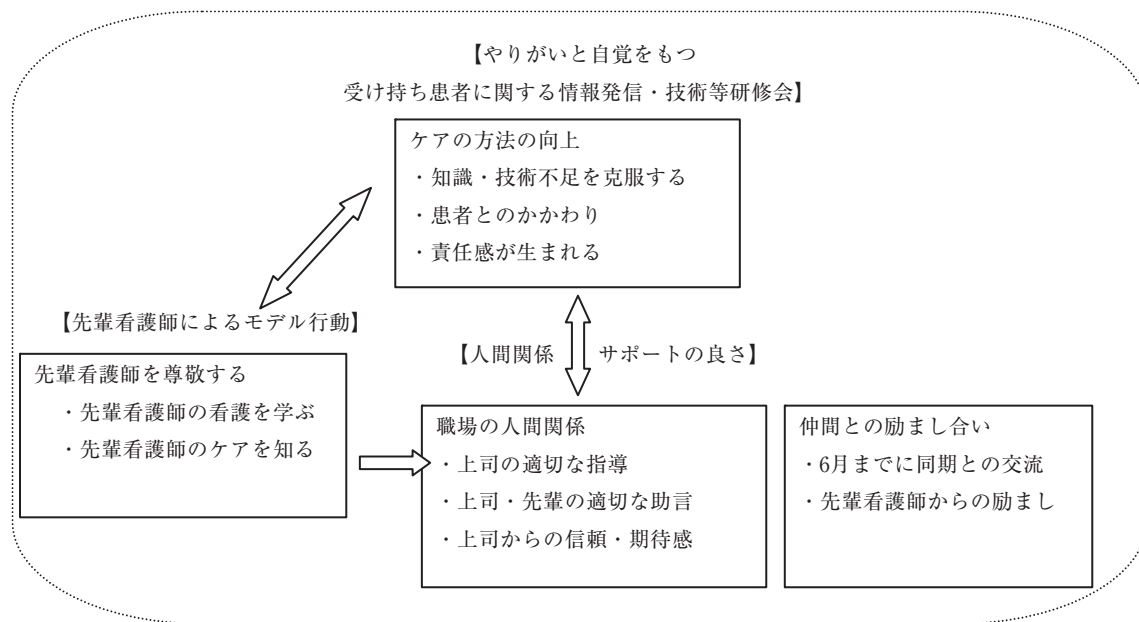 【やりがいと自覚をもつ
受け持ち患者に関する情報発信・技術等研修会】
ケアの方法の向上
・知識・技術不足を克服する
・患者とのかかわり
・責任感が生まれる
【先輩看護師によるモデル行動】
先輩看護師を尊敬する
・先輩看護師の看護を学ぶ
・先輩看護師のケアを知る
【人間関係 サポートの良さ】
職場の人間関係
・上司の適切な指導
・上司・先輩の適切な助言
・上司からの信頼・期待感
仲間との励まし合い
・6月までに同期との交流
・先輩看護師からの励まし